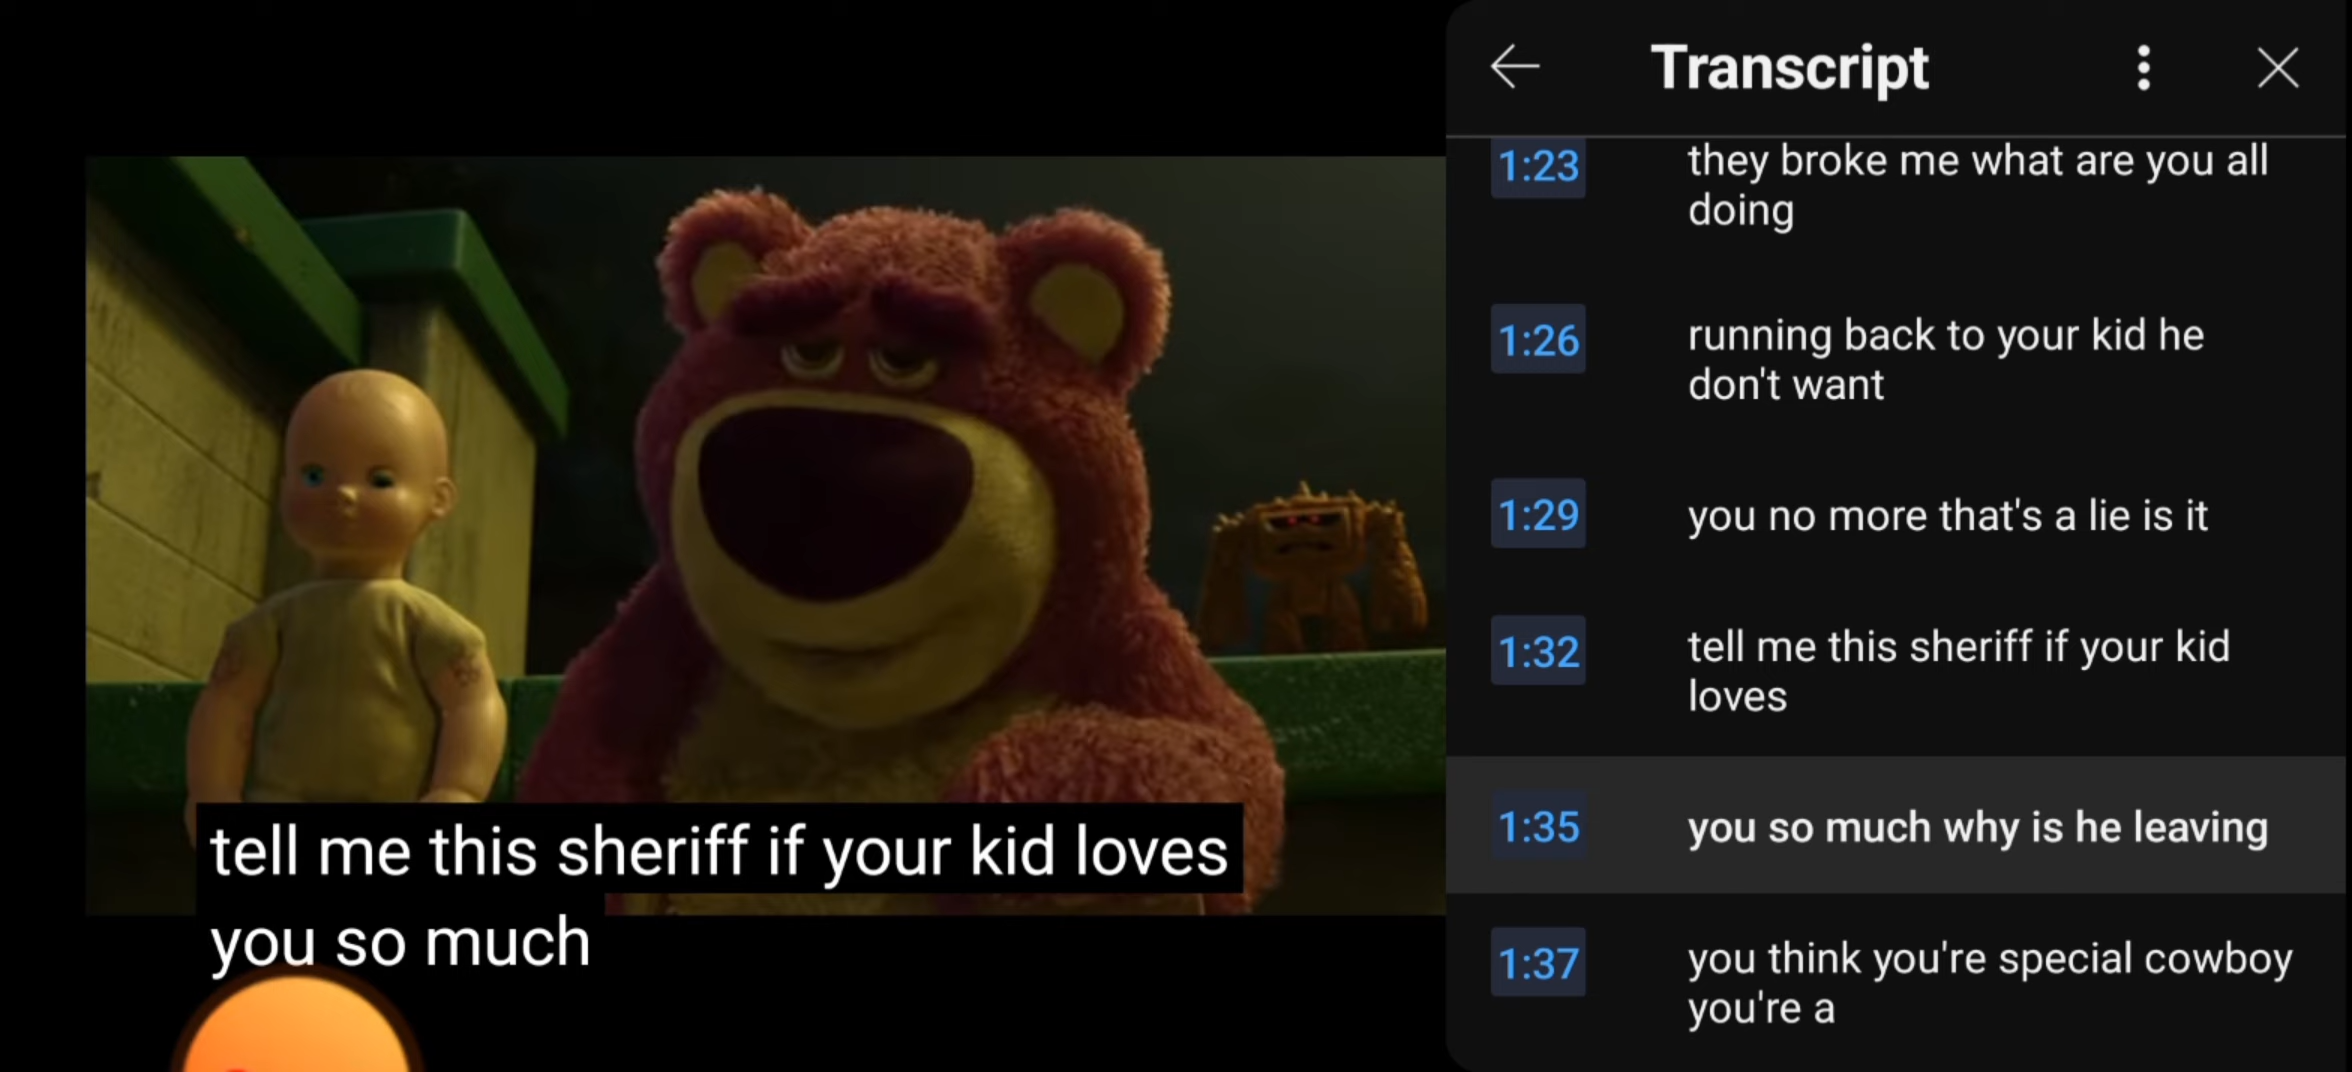 tell me this sheriff if your kid loves
you so much
Transcript
1:23
they broke me what are you all
doing
1:26
running back to your kid he
don't want
1:29
you no more that's a lie is it
1:32
tell me this sheriff if your kid
loves
1:35
you so much why is he leaving
1:37
you think you're special cowboy
you're a